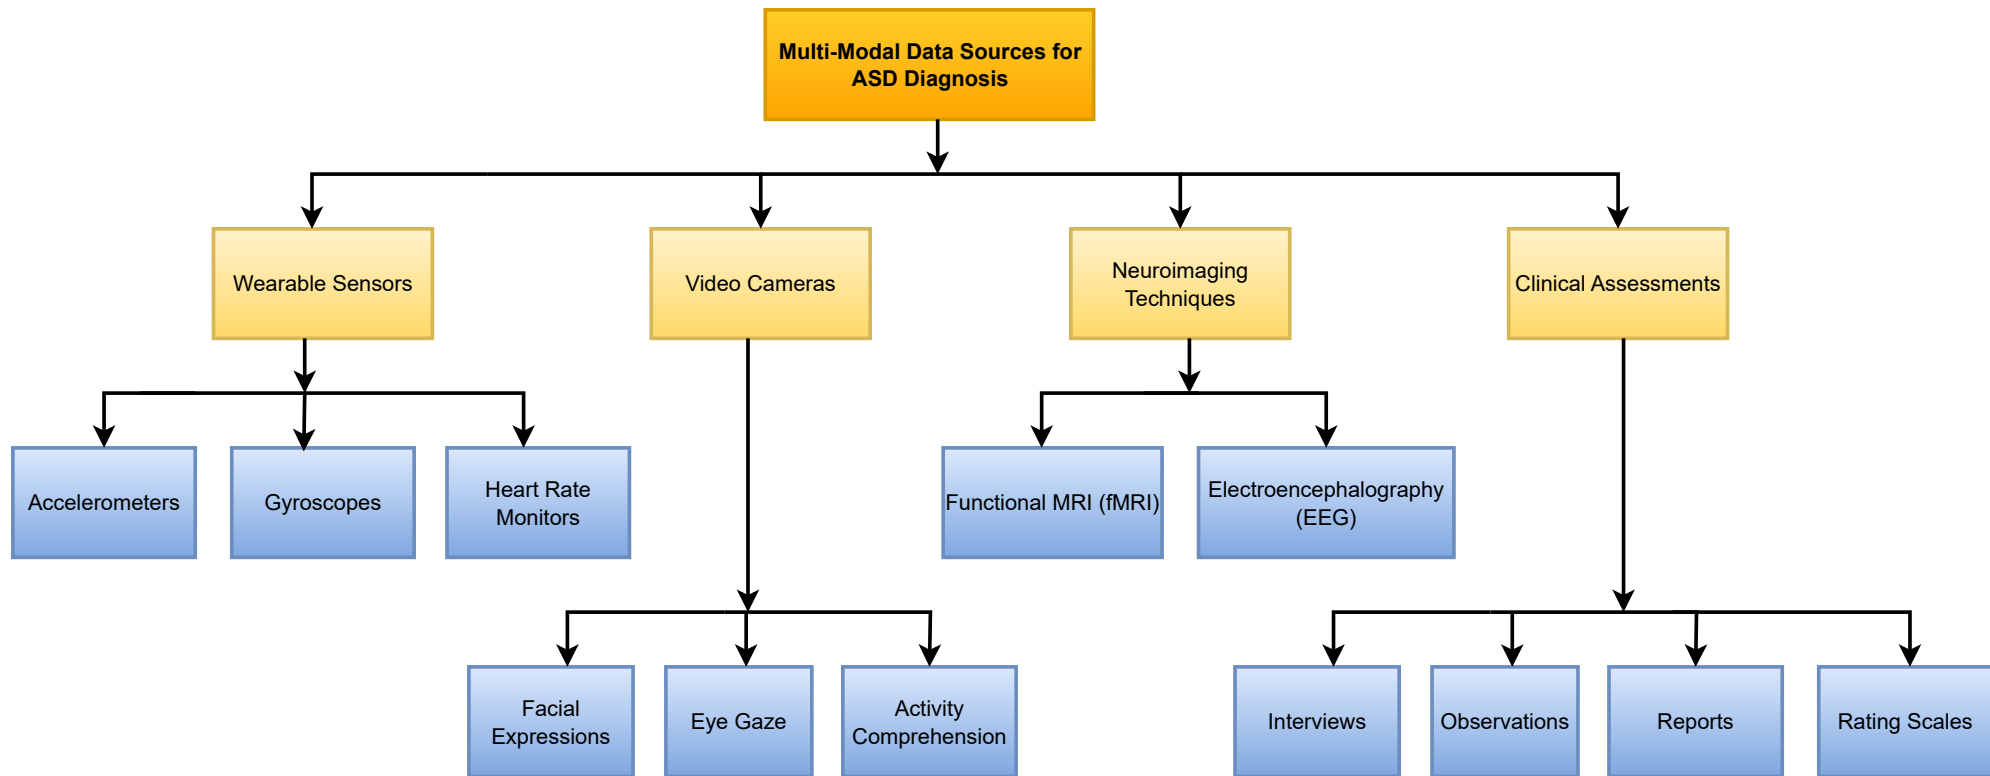 Multi-Modal Data Sources for
ASD Diagnosis
Wearable Sensors
Video Cameras
Neuroimaging
Techniques
Clinical Assessments
Accelerometers
Gyroscopes
Heart Rate
Monitors
Functional MRI (fMRI)
Electroencephalography
(EEG)
Facial
Expressions
Eye Gaze
Activity
Comprehension
Interviews
Observations
Reports
Rating Scales